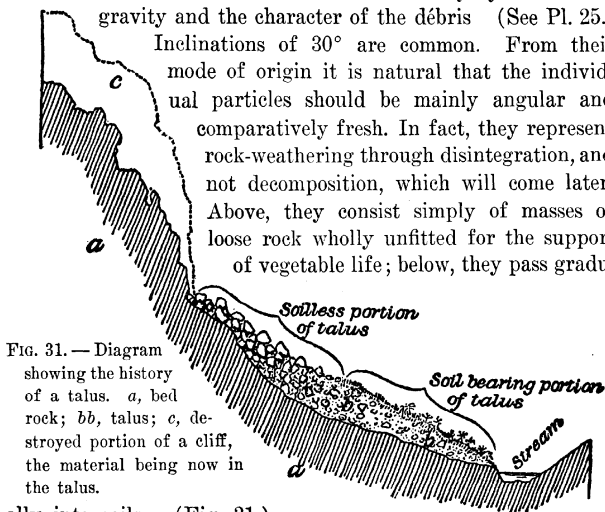 gravity and the character of the débris (See Pl. 25.
Inclinations of 30° are common. From thei
mode of origin it is natural that the individ
ual particles should be mainly angular an
comparatively fresh. In fact, they represen
rock-weathering through disintegration, an
not decomposition, which will come late
Above, they consist simply of masses o
loose rock wholly unfitted for the suppor
of vegetable life; below, they pass gradu
c
a
Soilless portion
of talus
Soil bearing portion
of talus
Stream
a
FIG. 31. — Diagram
showing the history
of a talus. a, bed
rock; bb, talus; c, de-
stroyed portion of a cliff,
the material being now in
the talus.